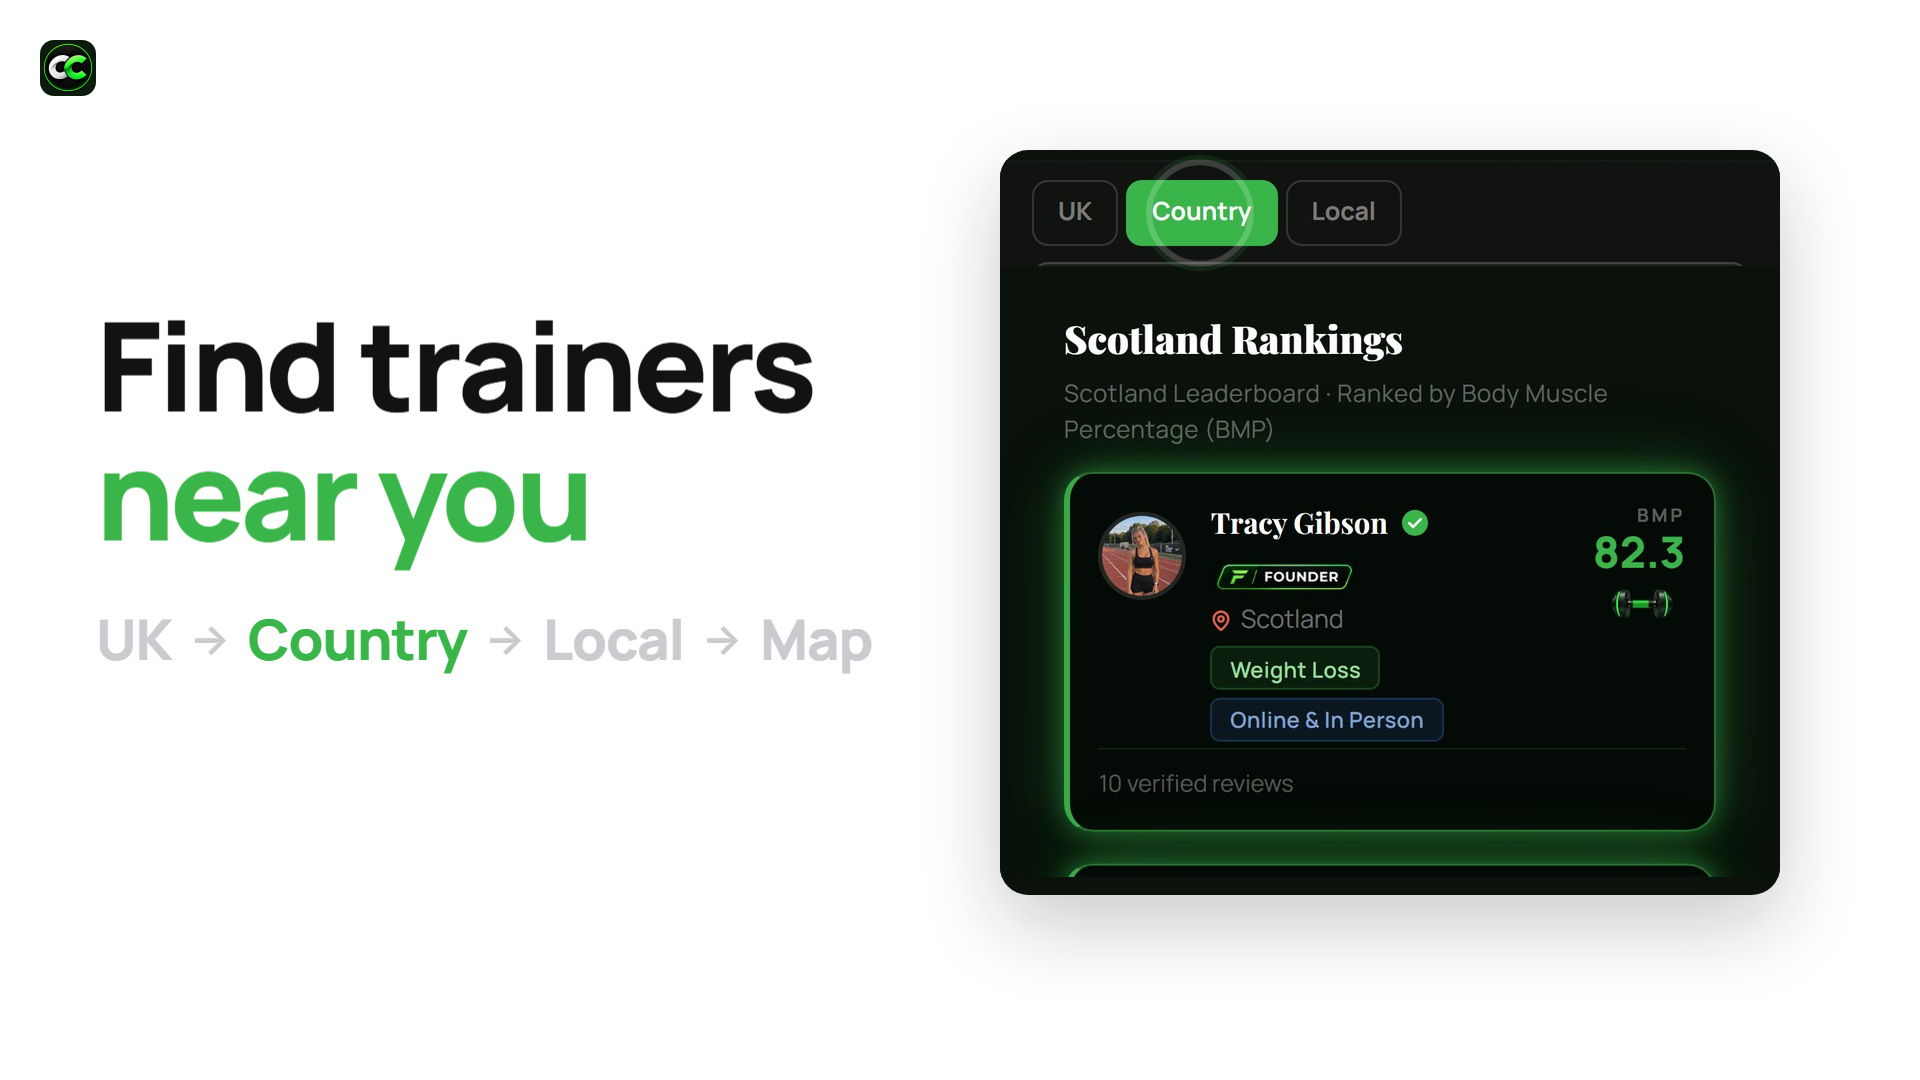 CC
Find trainers
near you
UK → Country → Local → Map
UK
Country
Local
Scotland Rankings
Scotland Leaderboard · Ranked by Body Muscle
Percentage (BMP)
Tracy Gibson
BMP
82.3
F / FOUNDER
Scotland
Weight Loss
Online & In Person
10 verified reviews